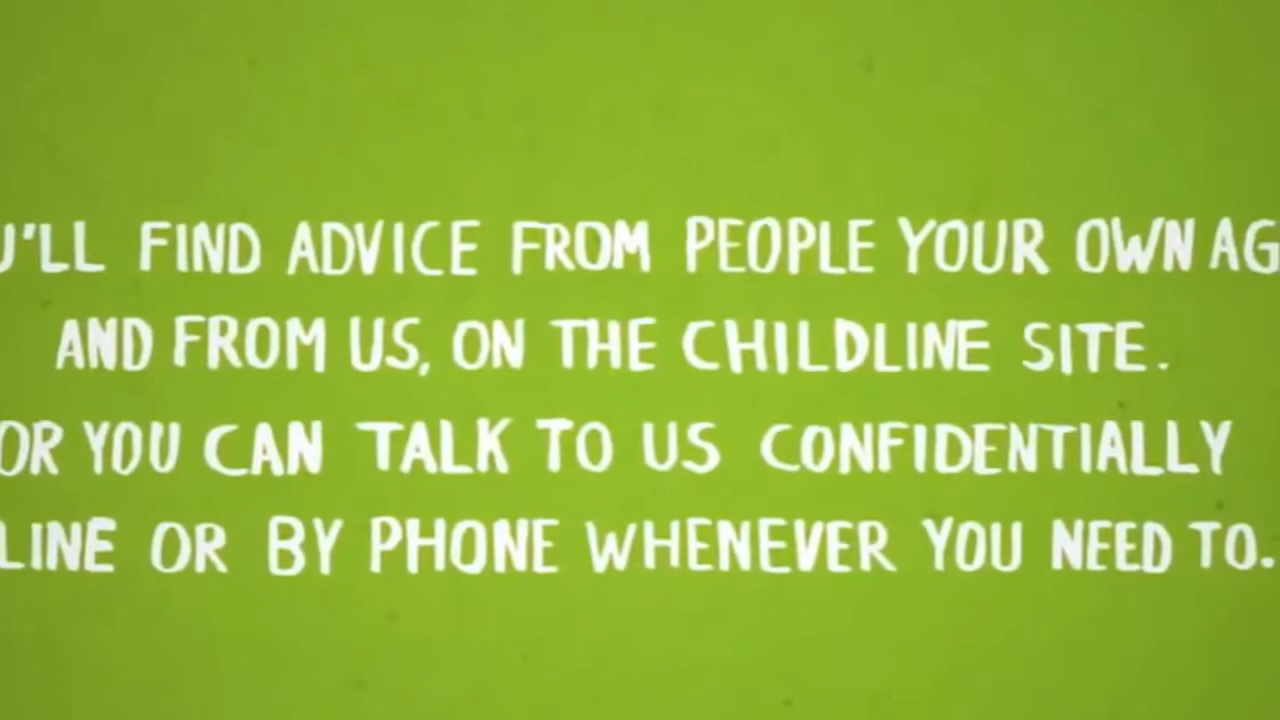 U'LL FIND ADVICE FROM PEOPLE YOUR OWN AG
AND FROM US, ON THE CHILDLINE SITE.
OR YOU CAN TALK TO US CONFIDENTIALLY
LINE OR BY PHONE WHENEVER YOU NEED TO.